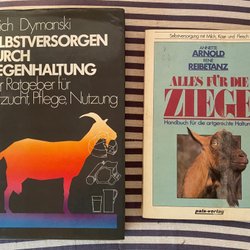 ich Dymanski
LBSTVERSORGEN
URCH
EGENHALTUNG
r Ratgeber für
tzucht, Pflege, Nutzung
Selbstversorgung mit Milch, Käse und Fleisch
ANNETTE
ARNOLD
RENÉ
REIBETANZ
ALLES FÜR DIE
ZIEGE
Handbuch für die artgerechte Haltung
pala-verlag